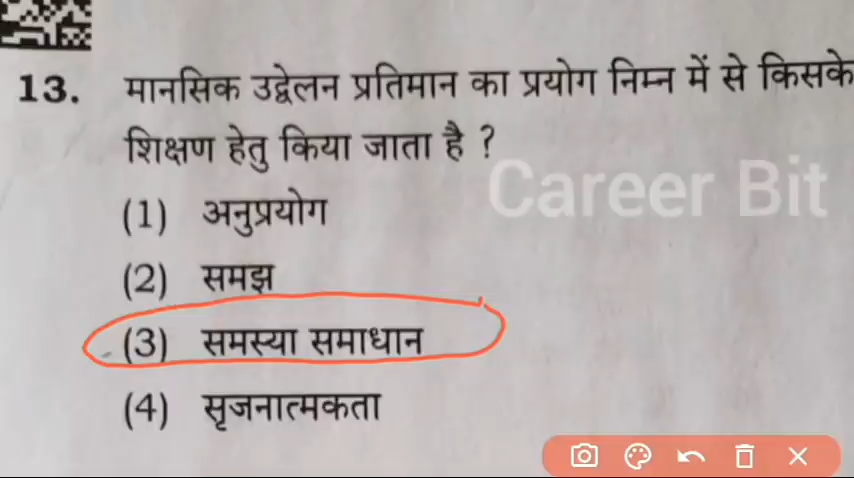 13. मानसिक उद्वेलन प्रतिमान का प्रयोग निम्न में से किसके
शिक्षण हेतु किया जाता है ?
Career Bit
(1) अनुप्रयोग
(2) समझ
(3) समस्या समाधान
(4) सृजनात्मकता